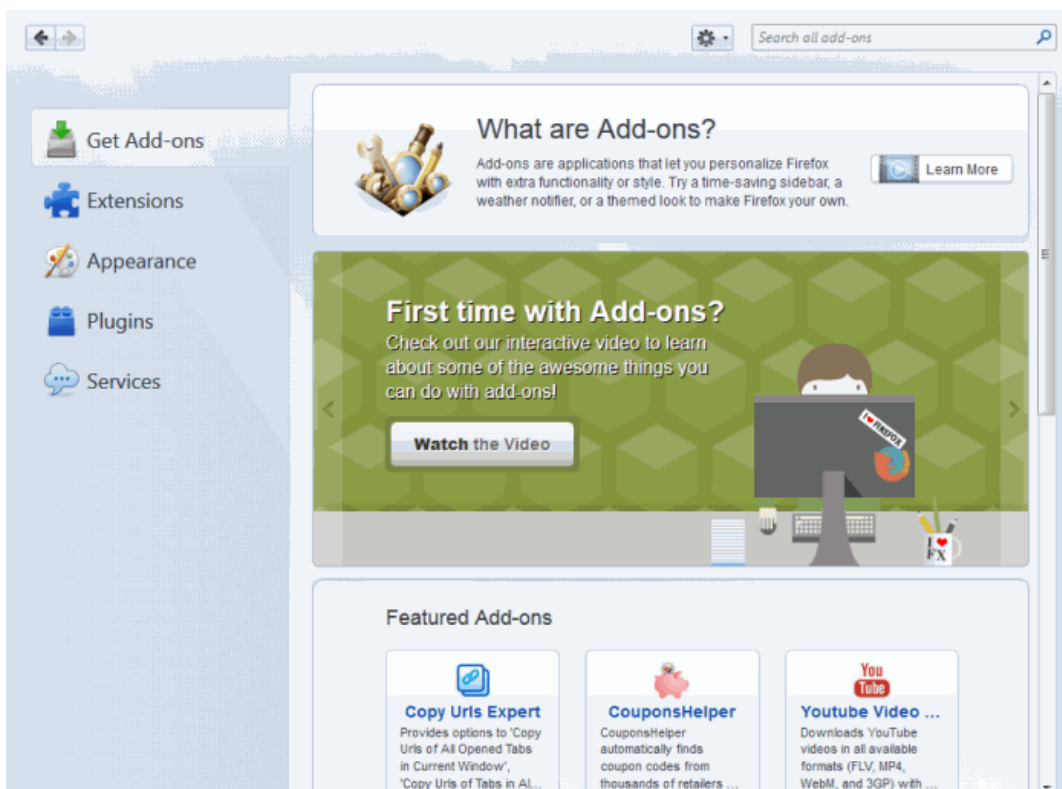 Search all add-ons
Get Add-ons
Extensions
Appearance
Plugins
Services
What are Add-ons?
Add-ons are applications that let you personalize Firefox
with extra functionality or style. Try a time-saving sidebar, a
weather notifier, or a themed look to make Firefox your own.
Learn More
First time with Add-ons?
Check out our interactive video to learn
about some of the awesome things you
can do with add-ons!
Watch the Video
I ♥ FIREFOX
I ♥
FX
Featured Add-ons
Copy Urls Expert
Provides options to 'Copy
Urls of All Opened Tabs
in Current Window',
'Copy Urls of Tabs in Al...
CouponsHelper
CouponsHelper
automatically finds
coupon codes from
thousands of retailers ...
You
Tube
Youtube Video ...
Downloads YouTube
videos in all available
formats (FLV, MP4,
WebM, and 3GP) with ...